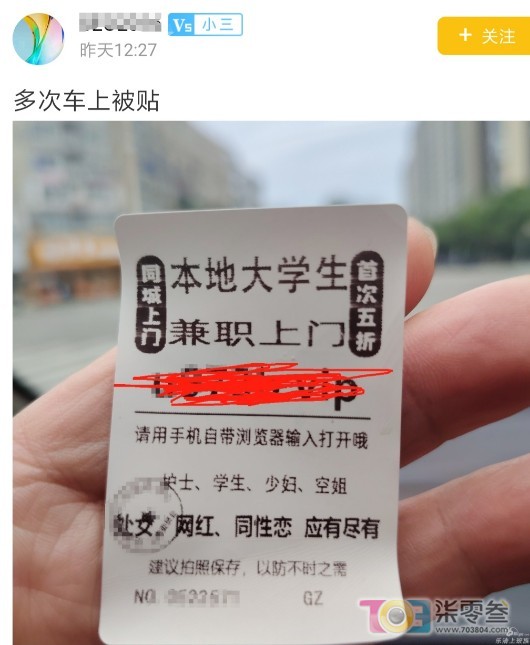 V5 小三
昨天12:27
+ 关注
多次车上被贴
同城上门
本地大学生
首次五折
兼职上门
请用手机自带浏览器输入打开哦
护士、学生、少妇、空姐
处女、网红、同性恋 应有尽有
建议拍照保存，以防不时之需
NO
GZ
柒零叁
www.703804.com